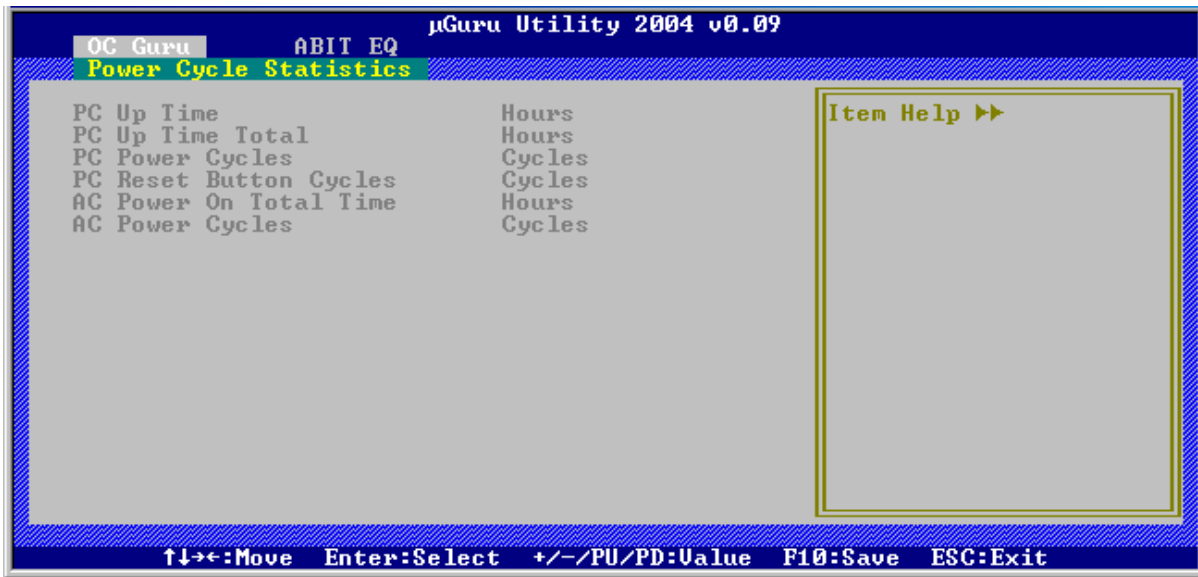 µGuru Utility 2004 v0.09
OC Guru ABIT EQ
Power Cycle Statistics
PC Up Time Hours
PC Up Time Total Hours
PC Power Cycles Cycles
PC Reset Button Cycles Cycles
AC Power On Total Time Hours
AC Power Cycles Cycles
Item Help ▶▶
↑↓→←:Move Enter:Select +/-/PU/PD:Value F10:Save ESC:Exit